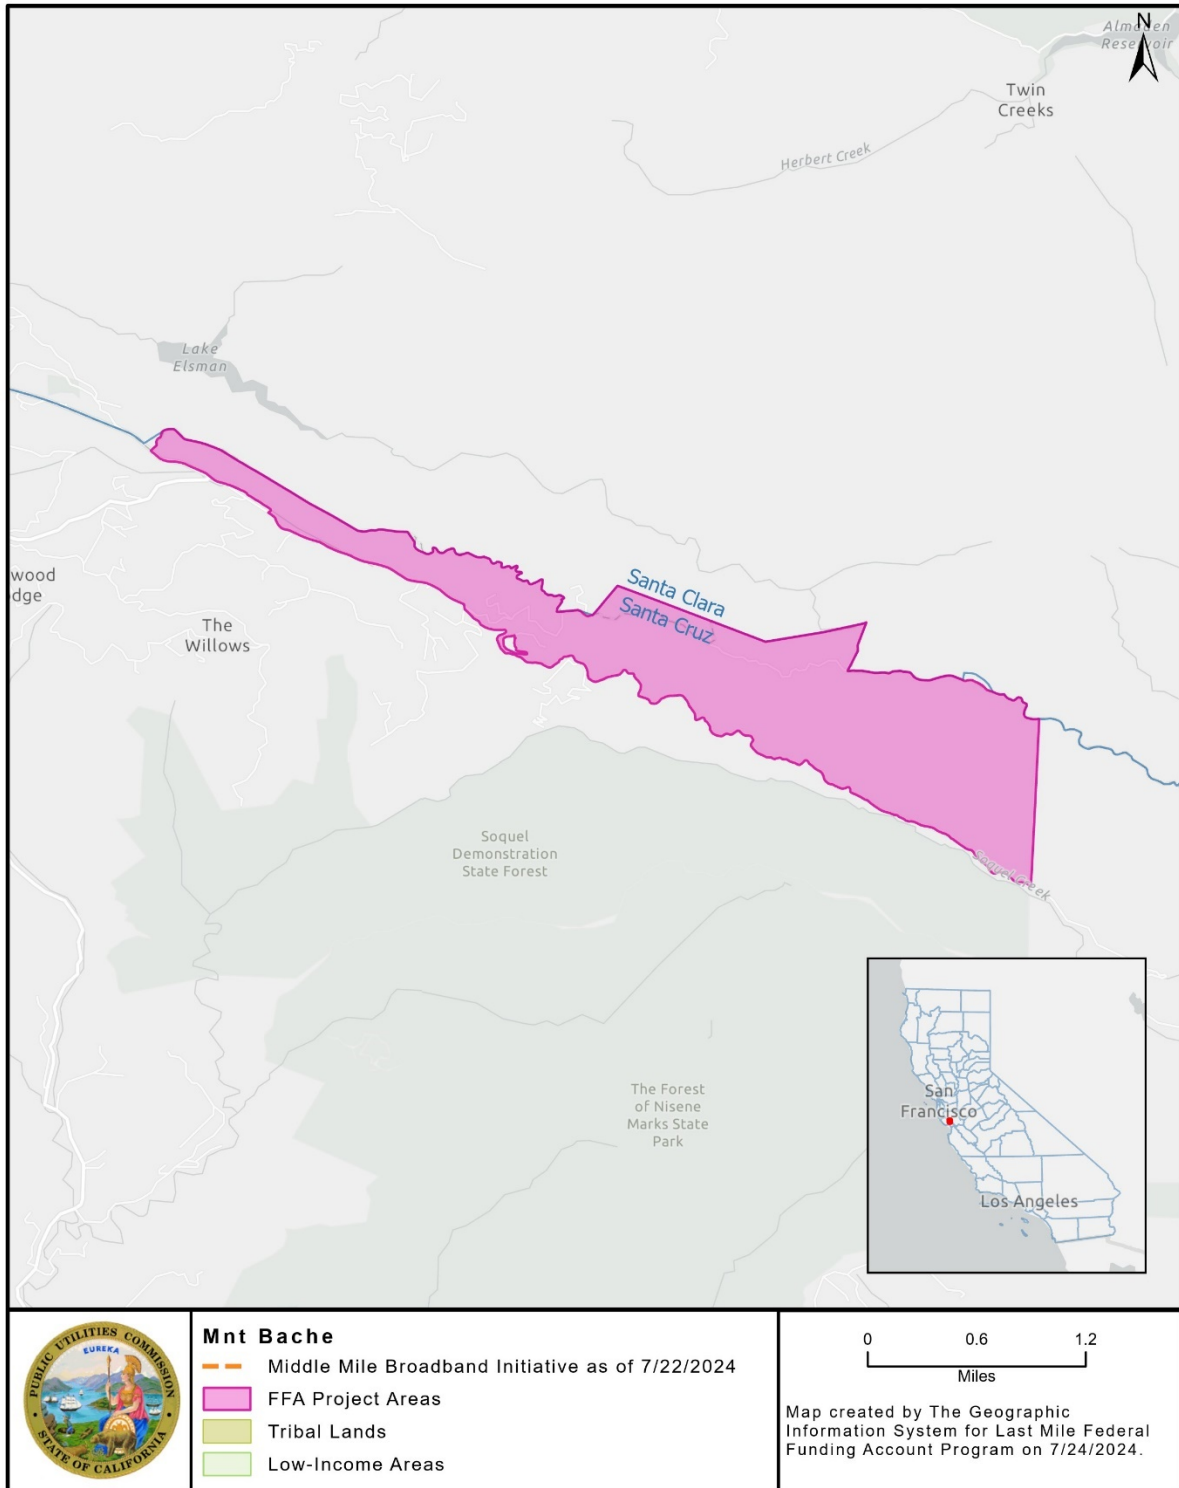 N
Almaden
Reservoir
Twin
Creeks
Herbert Creek
Lake
Elsman
wood
dge
The
Willows
Santa Clara
Santa Cruz
Soquel
Demonstration
State Forest
Soquel Creek
The Forest
of Nisene
Marks State
Park
San
Francisco
Los Angeles
PUBLIC UTILITIES COMMISSION
EUREKA
STATE OF CALIFORNIA
Mnt Bache
Middle Mile Broadband Initiative as of 7/22/2024
FFA Project Areas
Tribal Lands
Low-Income Areas
0 0.6 1.2
Miles
Map created by The Geographic
Information System for Last Mile Federal
Funding Account Program on 7/24/2024.